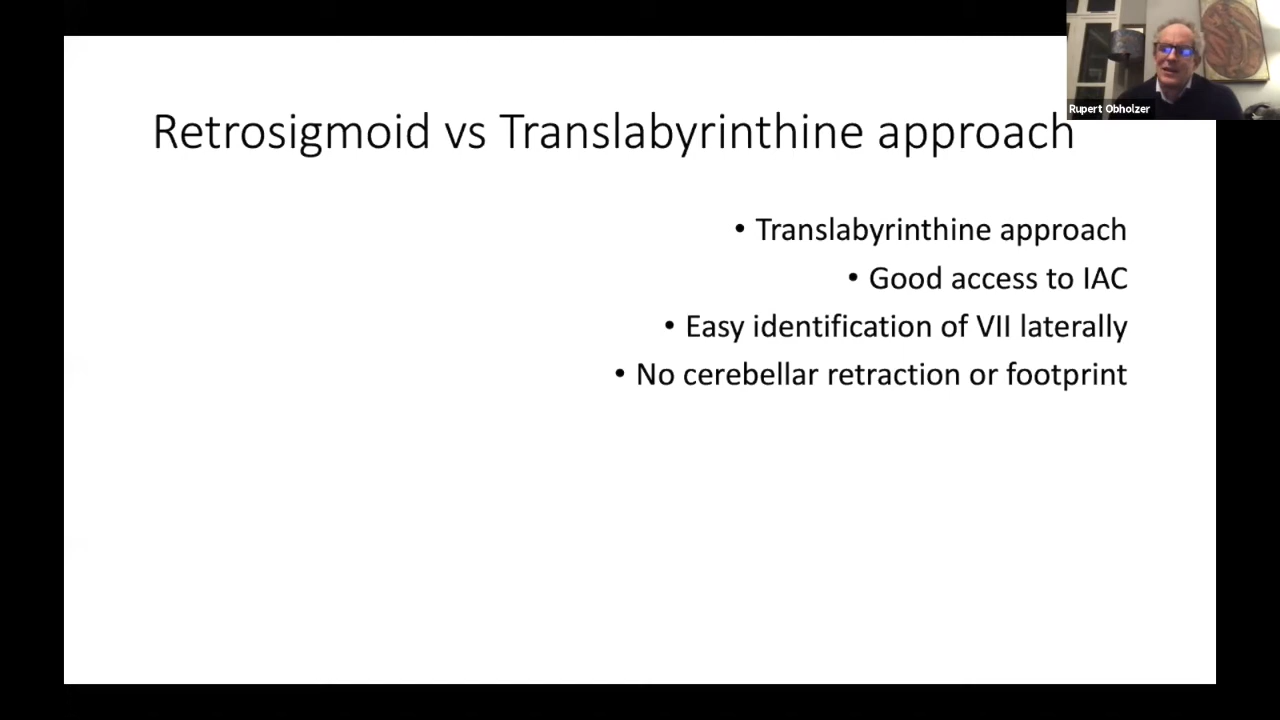 Rupert Obholzer
Retrosigmoid vs Translabyrinthine approach
• Translabyrinthine approach
• Good access to IAC
• Easy identification of VII laterally
• No cerebellar retraction or footprint